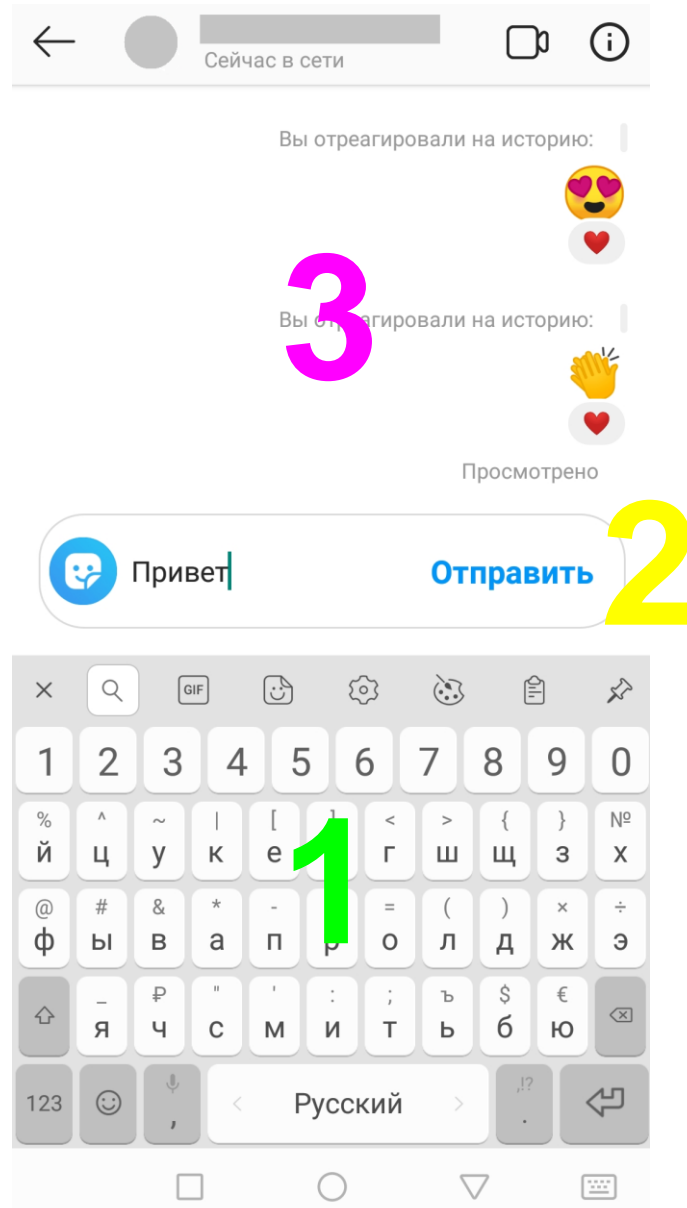 Сейчас в сети
Вы отреагировали на историю:
3
Вы отреагировали на историю:
Просмотрено
2
Привет Отправить
GIF
1 2 3 4 5 6 7 8 9 0
% ^ ~ | [ ] < > { } №
й ц у к е г ш щ з х
1
@ # & * - = ( ) × ÷
ф ы в а п р о л д ж э
_ ₽ " ' : ; ъ $ €
я ч с м и т ь б ю
,!?
123 , < Русский > .